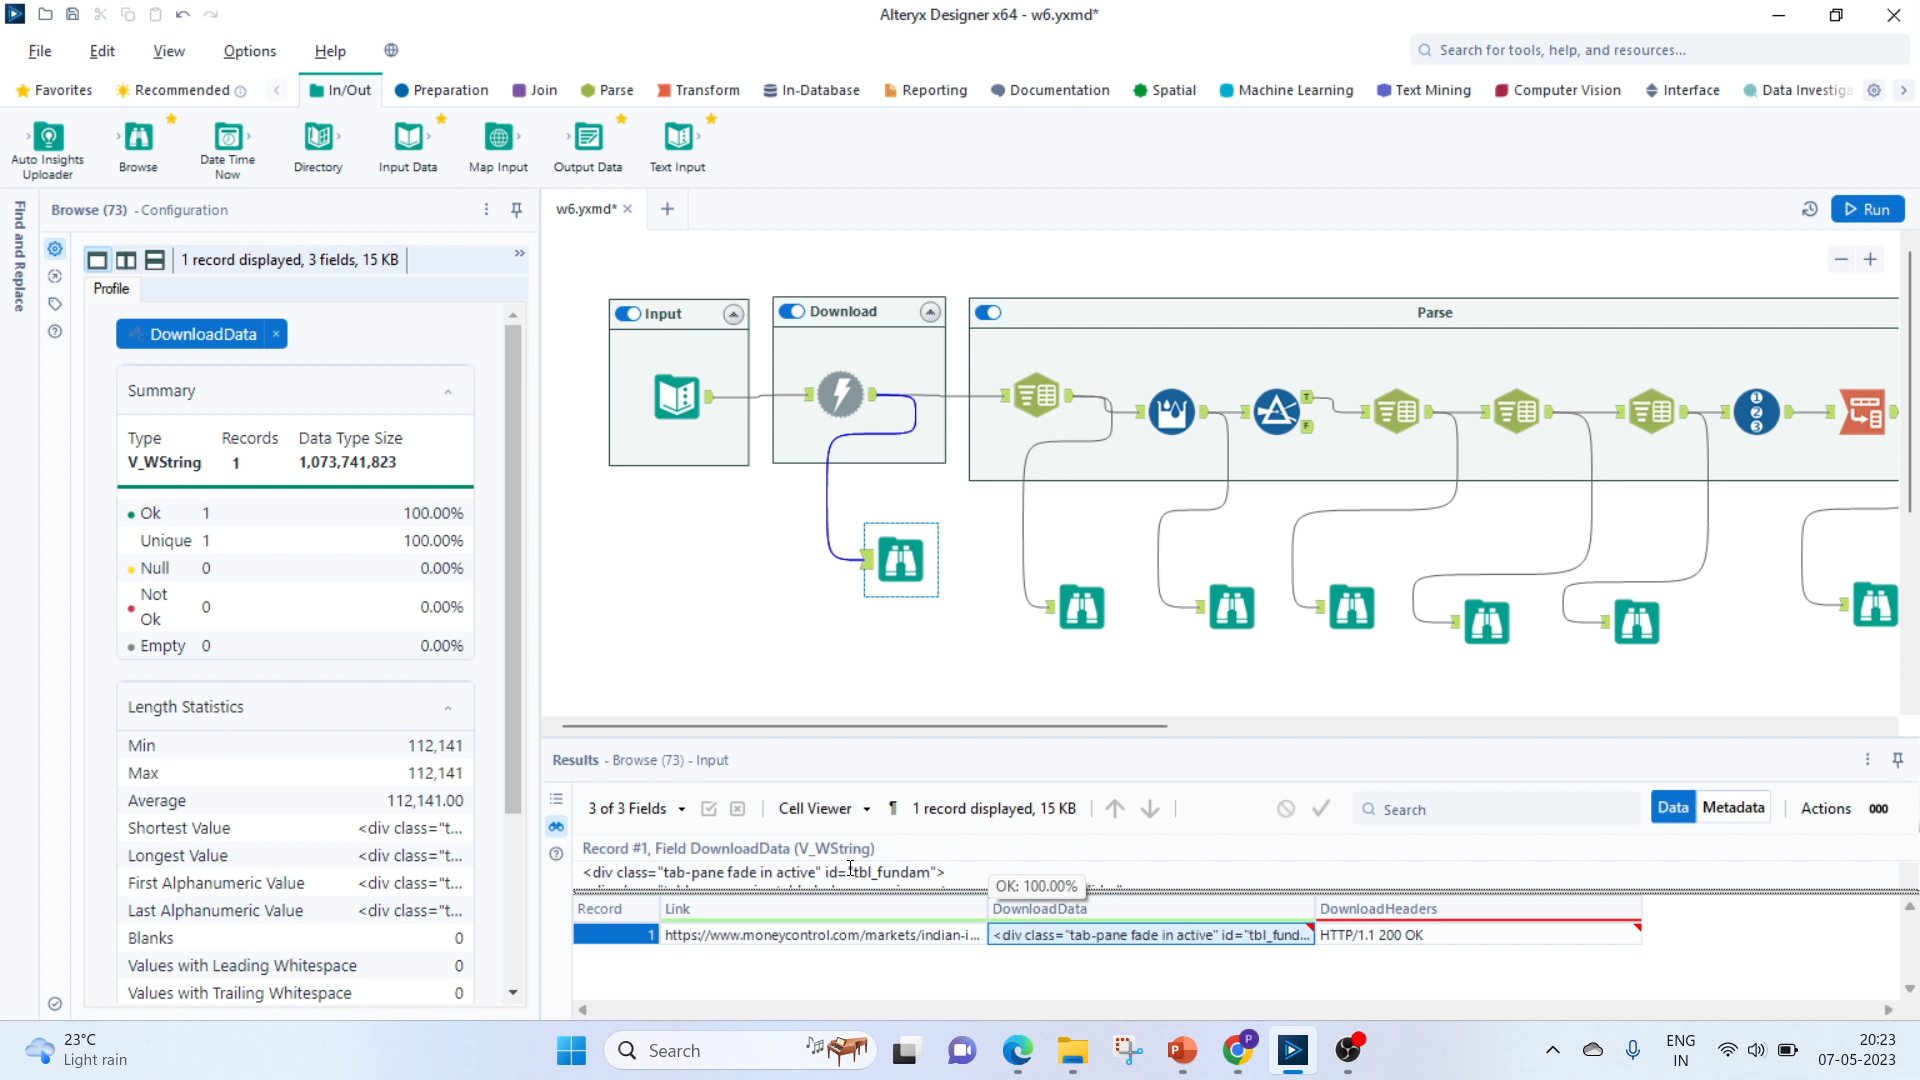 Alteryx Designer x64 - w6.yxmd*
File Edit View Options Help
Search for tools, help, and resources...
Favorites Recommended In/Out Preparation Join Parse Transform In-Database Reporting Documentation Spatial Machine Learning Text Mining Computer Vision Interface Data Investiga
Auto Insights Uploader
Browse
Date Time Now
Directory
Input Data
Map Input
Output Data
Text Input
Find and Replace
Browse (73) - Configuration
w6.yxmd*
Run
1 record displayed, 3 fields, 15 KB
Profile
DownloadData
Summary
Type Records Data Type Size
V_WString 1 1,073,741,823
Ok 1 100.00%
Unique 1 100.00%
Null 0 0.00%
Not Ok 0 0.00%
Empty 0 0.00%
Length Statistics
Min 112,141
Max 112,141
Average 112,141.00
Shortest Value <div class="t...
Longest Value <div class="t...
First Alphanumeric Value <div class="t...
Last Alphanumeric Value <div class="t...
Blanks 0
Values with Leading Whitespace 0
Values with Trailing Whitespace 0
Input
Download
Parse
T
F
1
2
3
Results - Browse (73) - Input
3 of 3 Fields Cell Viewer ¶ 1 record displayed, 15 KB Search Data Metadata Actions 000
Record #1, Field DownloadData (V_WString)
<div class="tab-pane fade in active" id="tbl_fundam">
OK: 100.00%
Record Link DownloadData DownloadHeaders
1 https://www.moneycontrol.com/markets/indian-i... <div class="tab-pane fade in active" id="tbl_fund... HTTP/1.1 200 OK
23°C
Light rain
Search
P
P
ENG
IN
20:23
07-05-2023